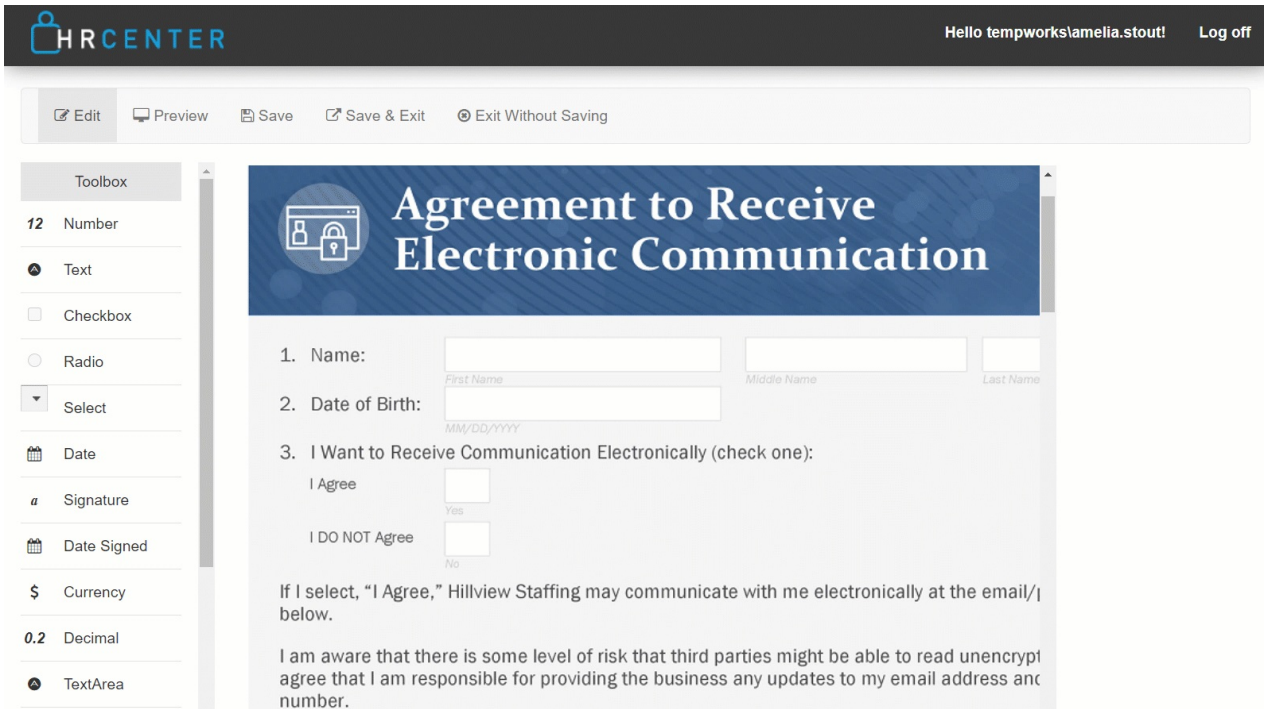 HRCENTER
Hello tempworks\amelia.stout! Log off
Edit Preview Save Save & Exit Exit Without Saving
Toolbox
12 Number
Text
Checkbox
Radio
Select
Date
a Signature
Date Signed
$ Currency
0.2 Decimal
TextArea
Agreement to Receive
Electronic Communication
1. Name:
First Name Middle Name Last Name
2. Date of Birth:
MM/DD/YYYY
3. I Want to Receive Communication Electronically (check one):
I Agree
Yes
I DO NOT Agree
No
If I select, “I Agree,” Hillview Staffing may communicate with me electronically at the email/
below.
I am aware that there is some level of risk that third parties might be able to read unencrypt
agree that I am responsible for providing the business any updates to my email address and
number.